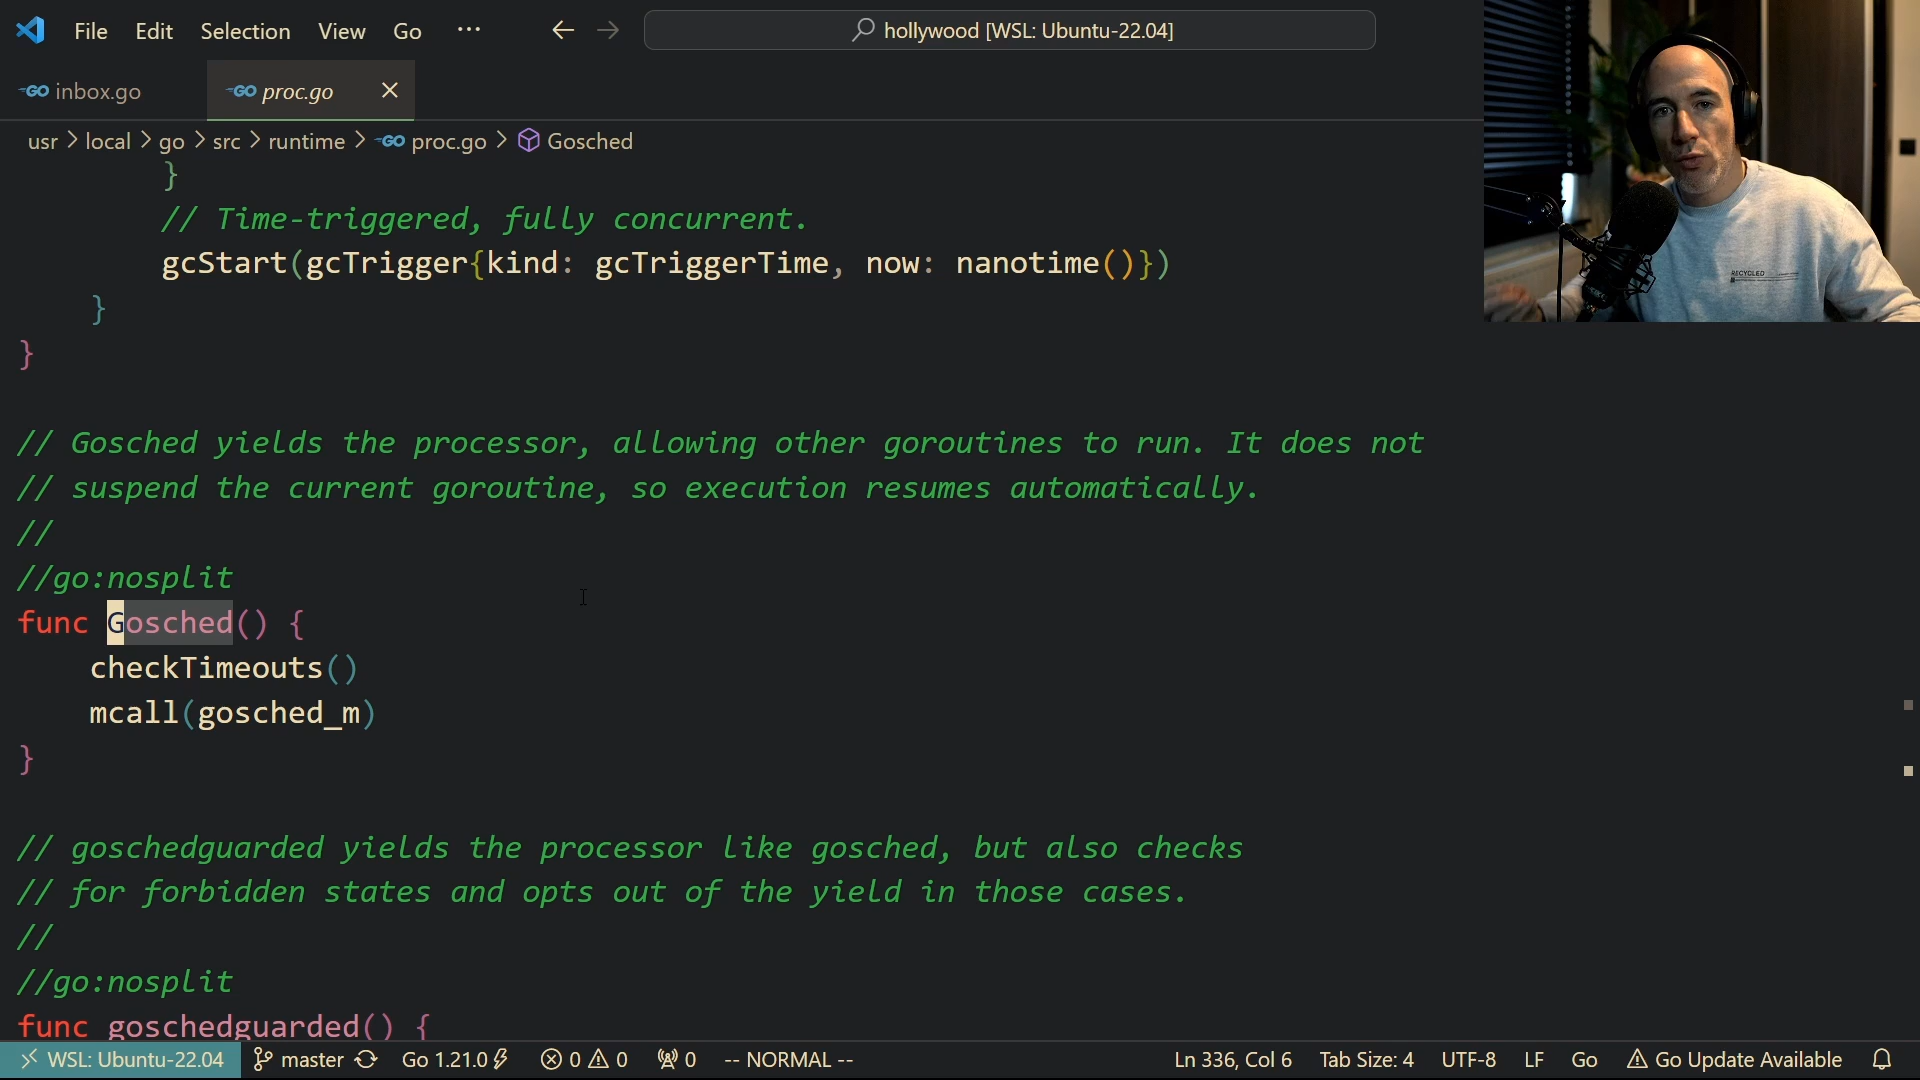 File Edit Selection View Go ··· hollywood [WSL: Ubuntu-22.04]
GO inbox.go GO proc.go
usr > local > go > src > runtime > GO proc.go > Gosched
}
// Time-triggered, fully concurrent.
gcStart(gcTrigger{kind: gcTriggerTime, now: nanotime()})
}
}
// Gosched yields the processor, allowing other goroutines to run. It does not
// suspend the current goroutine, so execution resumes automatically.
//
//go:nosplit
func Gosched() {
checkTimeouts()
mcall(gosched_m)
}
// goschedguarded yields the processor like gosched, but also checks
// for forbidden states and opts out of the yield in those cases.
//
//go:nosplit
func goschedguarded() {
WSL: Ubuntu-22.04 master Go 1.21.0 0 0 0 -- NORMAL -- Ln 336, Col 6 Tab Size: 4 UTF-8 LF Go Go Update Available
RECYCLED